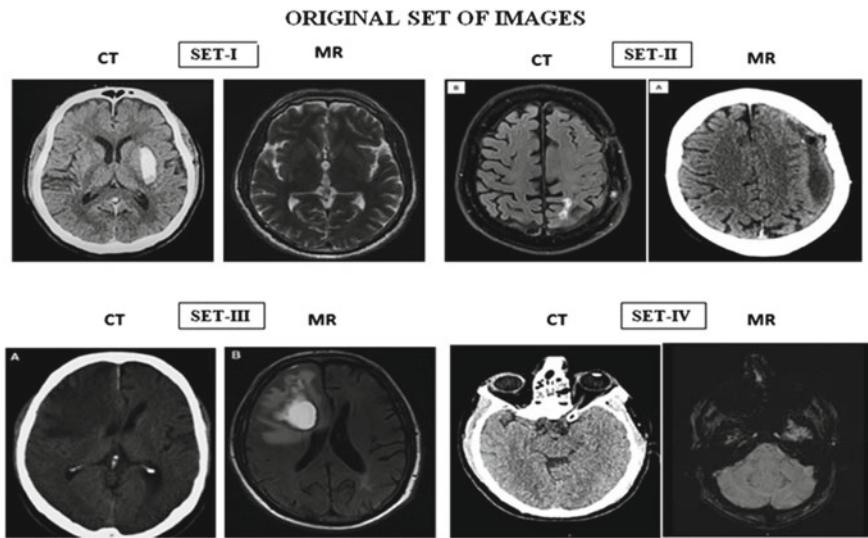 ORIGINAL SET OF IMAGES
CT SET-I MR
CT SET-II MR
B A
CT SET-III MR
A B
CT SET-IV MR